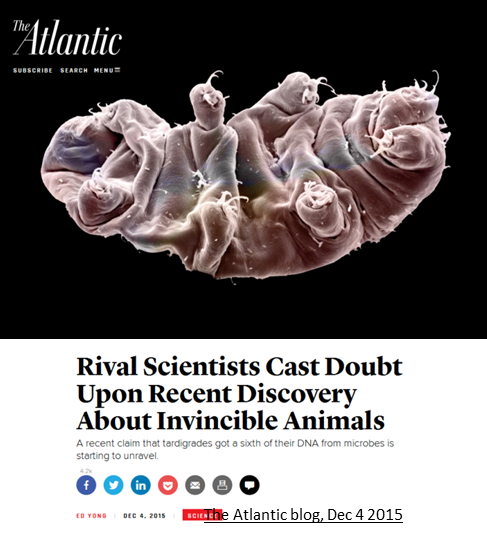 The
Atlantic
SUBSCRIBE SEARCH MENU
Rival Scientists Cast Doubt
Upon Recent Discovery
About Invincible Animals
A recent claim that tardigrades got a sixth of their DNA from microbes is
starting to unravel.
4.2k
ED YONG DEC 4, 2015 SCIENCE
The Atlantic blog, Dec 4 2015